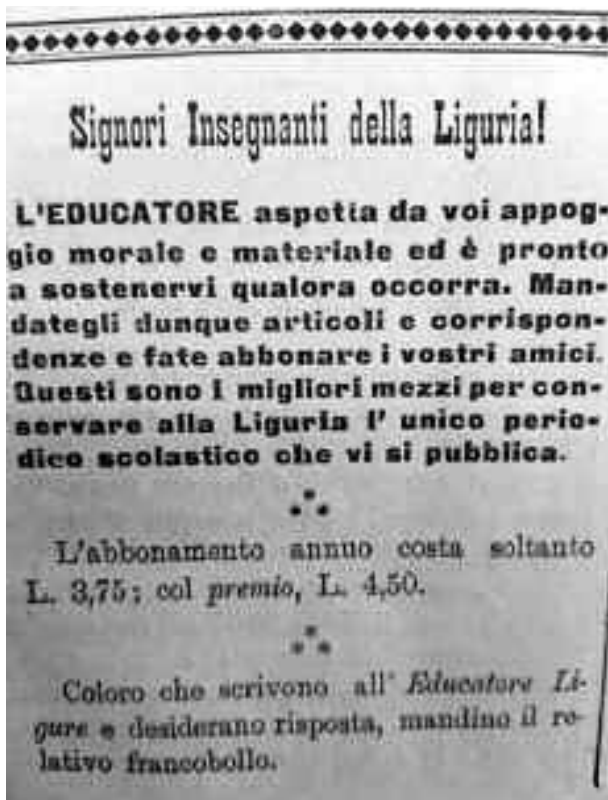 Signori Insegnanti della Liguria!
L'EDUCATORE aspetta da voi appog-
gio morale e materiale ed è pronto
a sostenervi qualora occorra. Man-
dategli dunque articoli e corrispon-
denze e fate abbonare i vostri amici.
Questi sono i migliori mezzi per con-
servare alla Liguria l' unico perio-
dico scolastico che vi si pubblica.
L'abbonamento annuo costa soltanto
L. 3,75; col premio, L. 4,50.
Coloro che scrivono all' Educatore Li-
gure e desiderano risposta, mandino il re-
lativo francobollo.